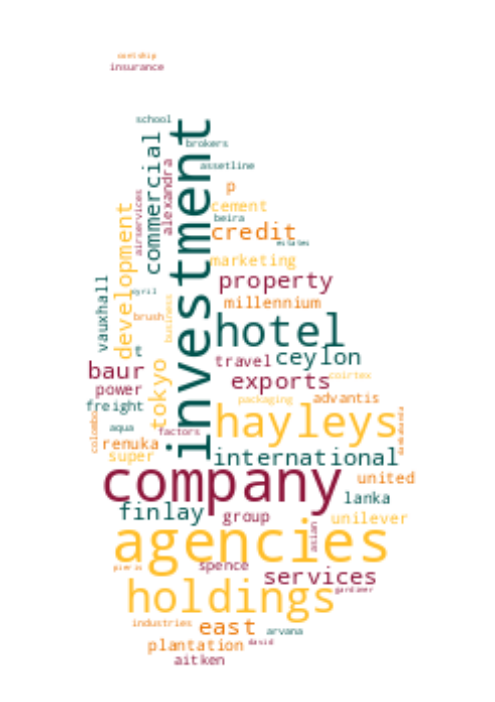 insurance
school
investment
brokers
commercial
alexandra
assetline
p
airservices
cement
development
beira
credit
estates
marketing
property
vauxhall
millennium
business
brush
hotel
travel
ceylon
baur
tokyo
exports
coirtex
power
packaging
advantis
freight
hayleys
aqua
factors
colombo
renuka
super
international
company
united
lanka
finlay
group
unilever
asian
agencies
pieris
spence
services
gardiner
holdings
industries
east
arvana
plantation
david
aitken